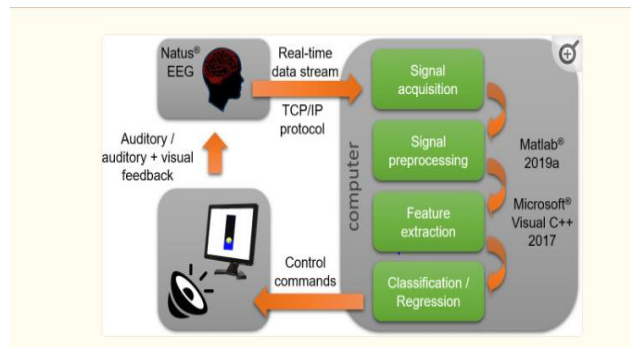 Natus®
EEG
Real-time
data stream
TCP/IP
protocol
Auditory /
auditory + visual
feedback
Control
commands
computer
Signal
acquisition
Signal
preprocessing
Feature
extraction
Classification /
Regression
Matlab®
2019a
Microsoft®
Visual C++
2017